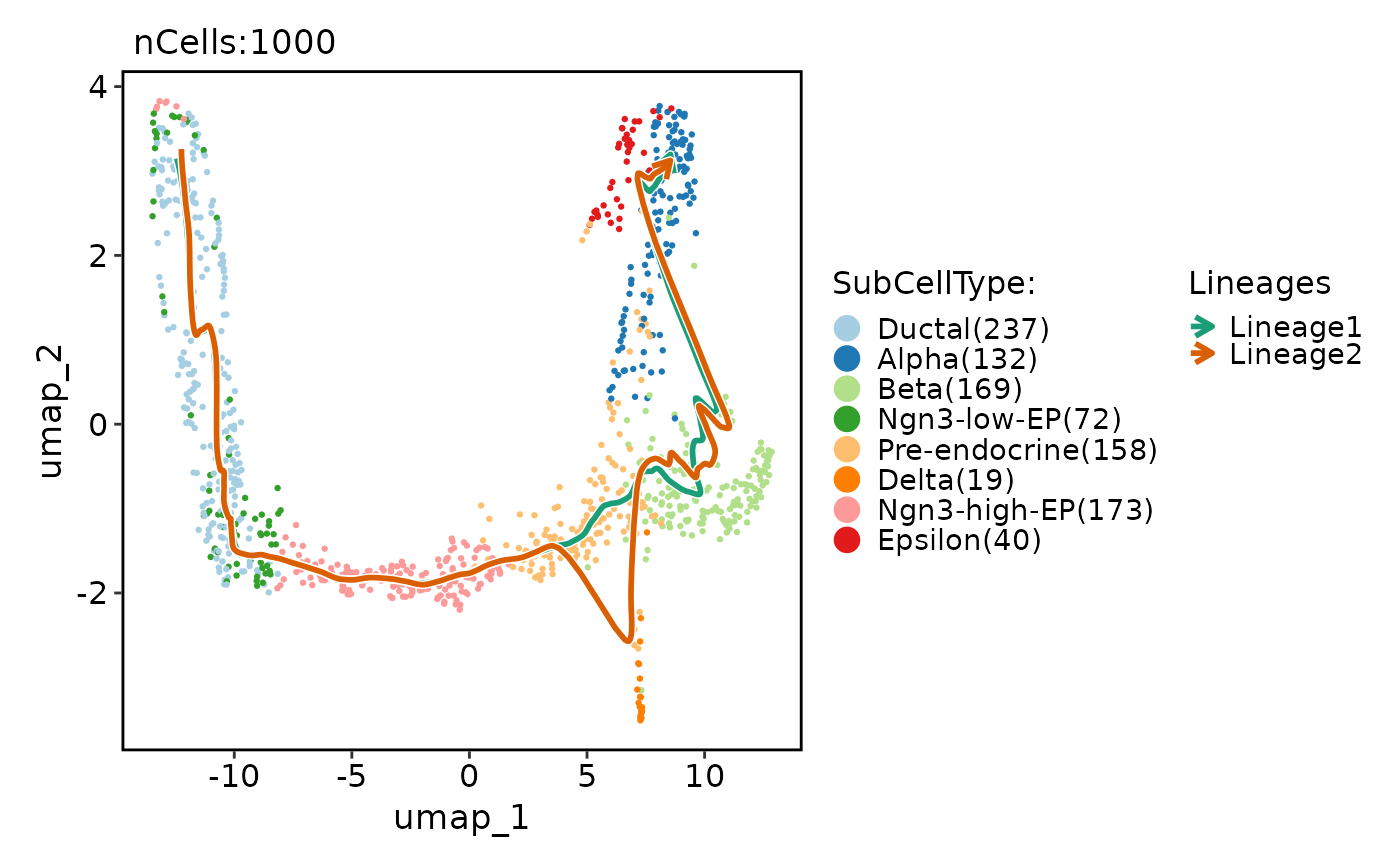 nCells:1000
4
2
0
-2
umap_2
-10
-5
0
5
10
umap_1
SubCellType:
Ductal(237)
Alpha(132)
Beta(169)
Ngn3-low-EP(72)
Pre-endocrine(158)
Delta(19)
Ngn3-high-EP(173)
Epsilon(40)
Lineages
Lineage1
Lineage2